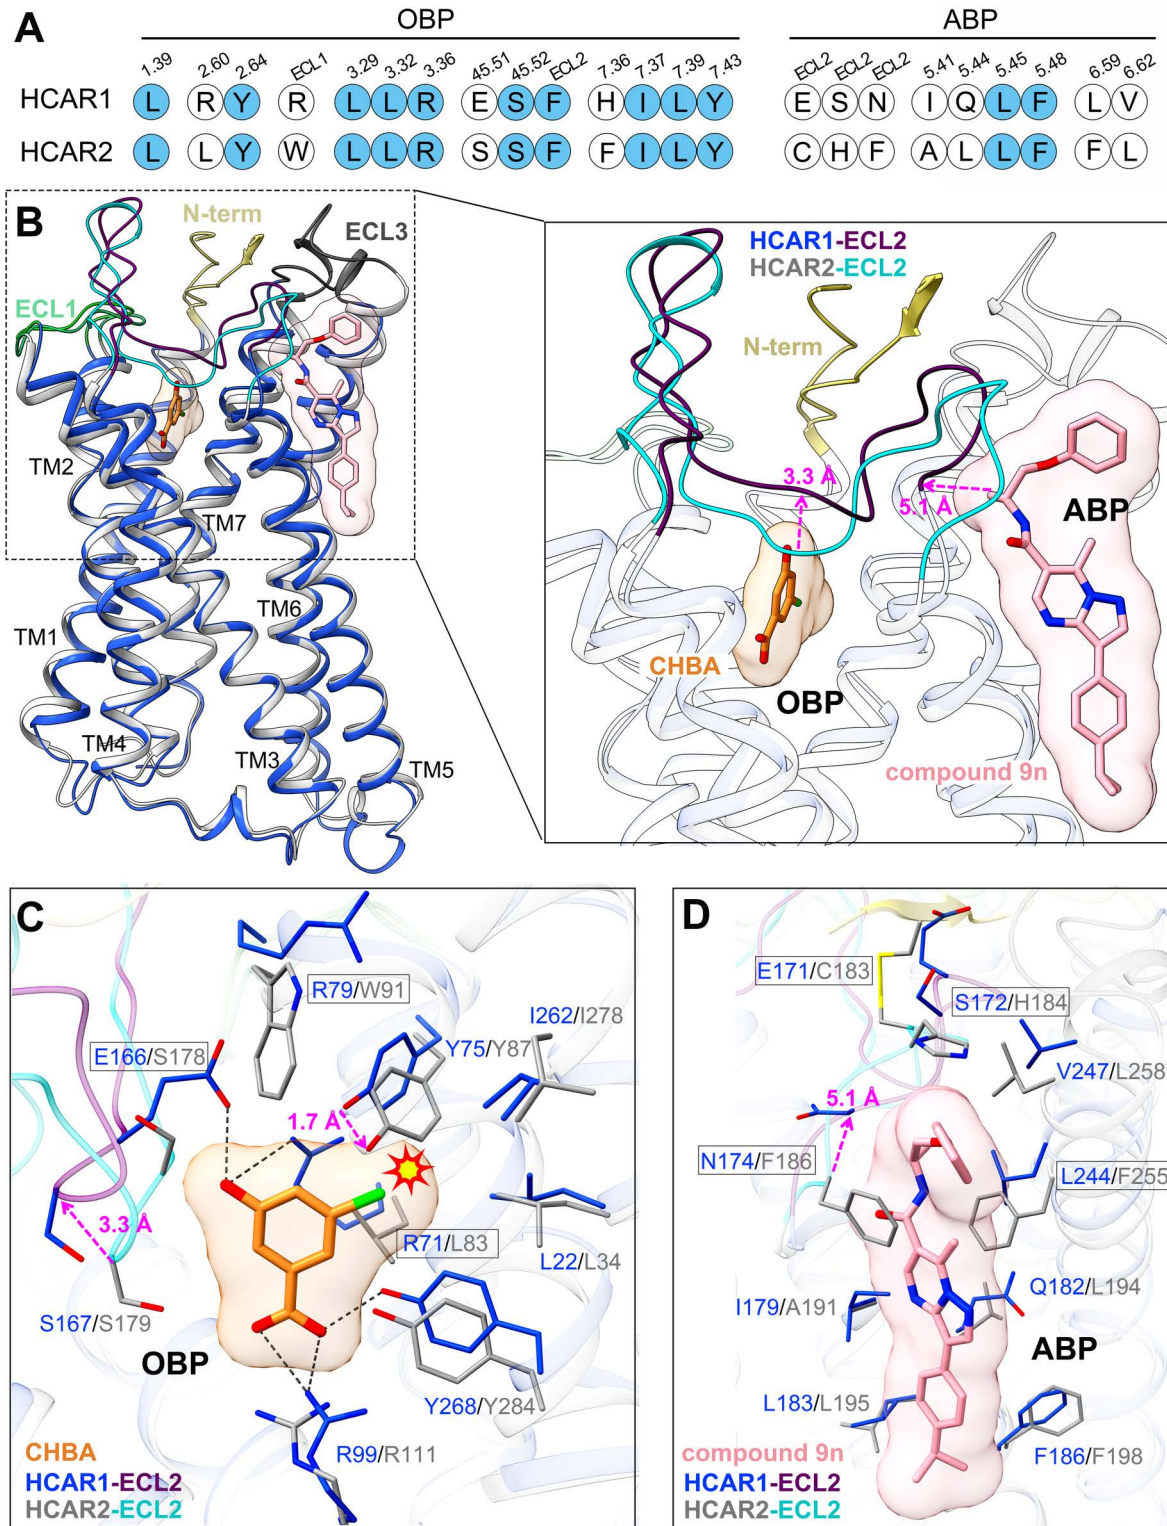 A
OBP
ABP
1.39 2.60 2.64 ECL1 3.29 3.32 3.36 45.51 45.52 ECL2 7.36 7.37 7.39 7.43 ECL2 ECL2 ECL2 5.41 5.44 5.45 5.48 6.59 6.62
HCAR1 L R Y R L L R E S F H I L Y E S N I Q L F L V
HCAR2 L L Y W L L R S S F F I L Y C H F A L L F F L
B
N-term
ECL3
ECL1
TM2
TM7
TM6
TM1
TM4
TM3
TM5
HCAR1-ECL2
HCAR2-ECL2
N-term
3.3 Å
5.1 Å
ABP
CHBA
OBP
compound 9n
C
R79/W91
I262/I278
E166/S178
Y75/Y87
1.7 Å
3.3 Å
R71/L83
L22/L34
S167/S179
OBP
Y268/Y284
R99/R111
CHBA
HCAR1-ECL2
HCAR2-ECL2
D
E171/C183
S172/H184
V247/L258
5.1 Å
N174/F186
L244/F255
Q182/L194
I179/A191
ABP
L183/L195
F186/F198
compound 9n
HCAR1-ECL2
HCAR2-ECL2